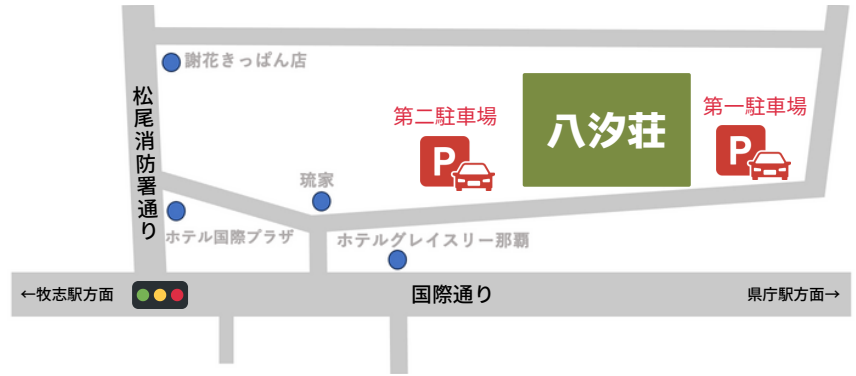 謝花きっぱん店
松尾消防署通り
第二駐車場
P
八汐荘
第一駐車場
P
琉家
ホテル国際プラザ
ホテルグレイスリー那覇
←牧志駅方面
国際通り
県庁駅方面→